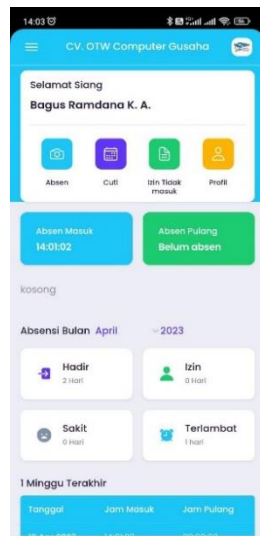 14:03
CV. OTW Computer Gusaha
Selamat Siang
Bagus Ramdana K. A.
Absen Cuti Izin Tidak masuk Profil
Absen Masuk
14:01:02
Absen Pulang
Belum absen
kosong
Absensi Bulan April 2023
Hadir
2 Hari
Izin
0 Hari
Sakit
0 Hari
Terlambat
1 hari
1 Minggu Terakhir
Tanggal Jam Masuk Jam Pulang